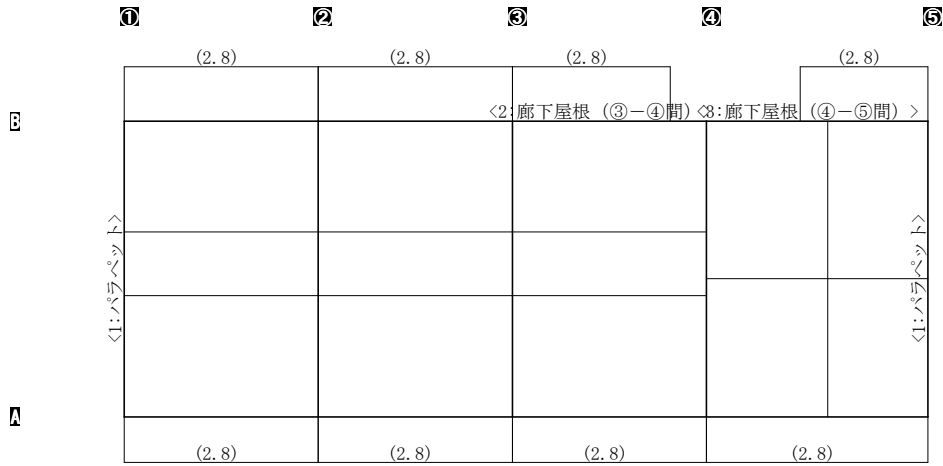 ① ② ③ ④ ⑤
(2.8) (2.8) (2.8) (2.8)
<2:廊下屋根 (③-④間) <3:廊下屋根 (④-⑤間) >
B
<1:パラペット>
<1:パラペット>
A
(2.8) (2.8) (2.8) (2.8)